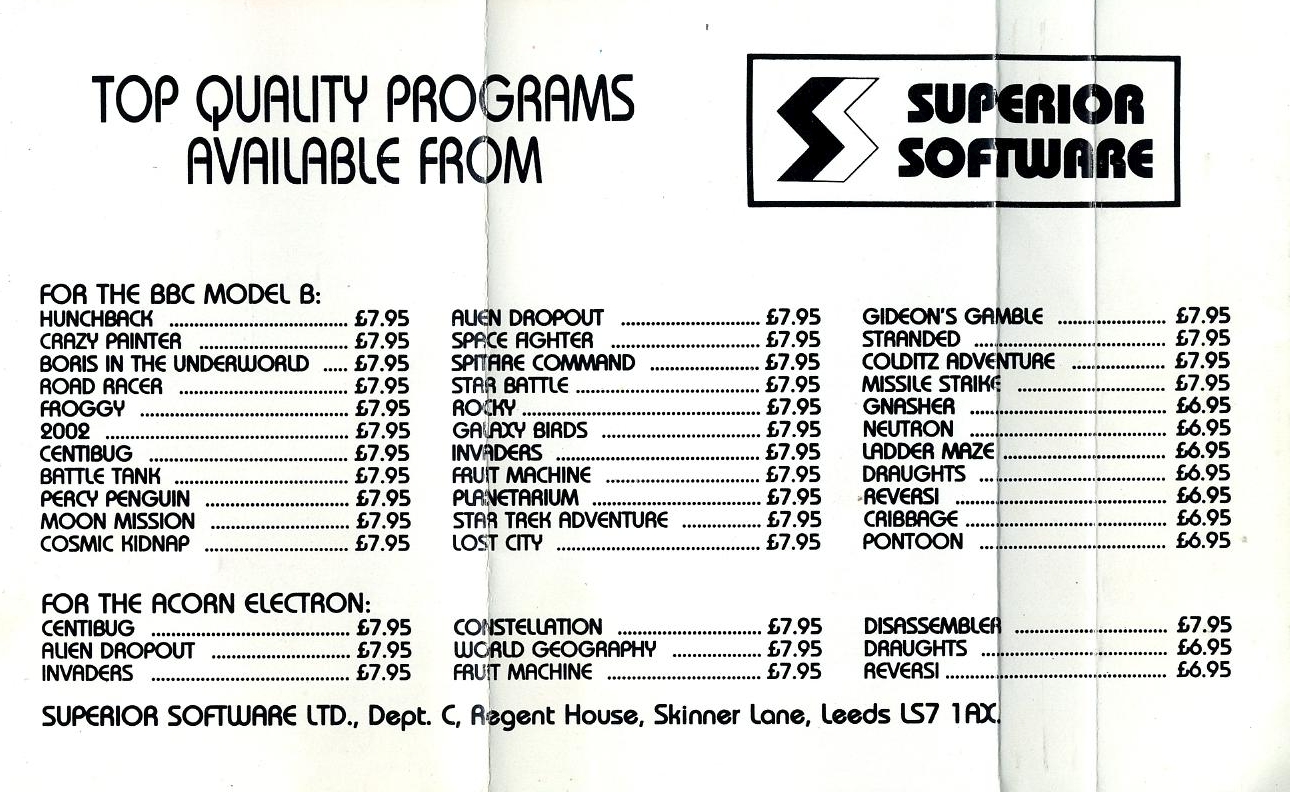 TOP QUALITY PROGRAMS
AVAILABLE FROM
SUPERIOR
SOFTWARE
FOR THE BBC MODEL B:
HUNCHBACK ................................ £7.95
CRAZY PAINTER ........................... £7.95
BORIS IN THE UNDERWORLD ..... £7.95
ROAD RACER .............................. £7.95
FROGGY ..................................... £7.95
2002 ........................................... £7.95
CENTIBUG .................................... £7.95
BATTLE TANK ............................... £7.95
PERCY PENGUIN .......................... £7.95
MOON MISSION ......................... £7.95
COSMIC KIDNAP .......................... £7.95
ALIEN DROPOUT ......................... £7.95
SPACE FIGHTER ........................... £7.95
SPITFIRE COMMAND .................... £7.95
STAR BATTLE ................................. £7.95
ROCKY ........................................... £7.95
GALAXY BIRDS ............................. £7.95
INVADERS ..................................... £7.95
FRUIT MACHINE ............................ £7.95
PLANETARIUM .............................. £7.95
STAR TREK ADVENTURE .............. £7.95
LOST CITY ..................................... £7.95
GIDEON'S GAMBLE .................... £7.95
STRANDED .................................. £7.95
COLDITZ ADVENTURE ................. £7.95
MISSILE STRIKE ........................... £7.95
GNASHER .................................... £6.95
NEUTRON .................................... £6.95
LADDER MAZE ............................. £6.95
DRAUGHTS .................................. £6.95
REVERSI ....................................... £6.95
CRIBBAGE .................................... £6.95
PONTOON ................................... £6.95
FOR THE ACORN ELECTRON:
CENTIBUG .................................... £7.95
ALIEN DROPOUT ......................... £7.95
INVADERS .................................... £7.95
CONSTELLATION ......................... £7.95
WORLD GEOGRAPHY ................ £7.95
FRUIT MACHINE ............................ £7.95
DISASSEMBLER ........................... £7.95
DRAUGHTS .................................. £6.95
REVERSI ........................................ £6.95
SUPERIOR SOFTWARE LTD., Dept. C, Regent House, Skinner Lane, Leeds LS7 1AX.